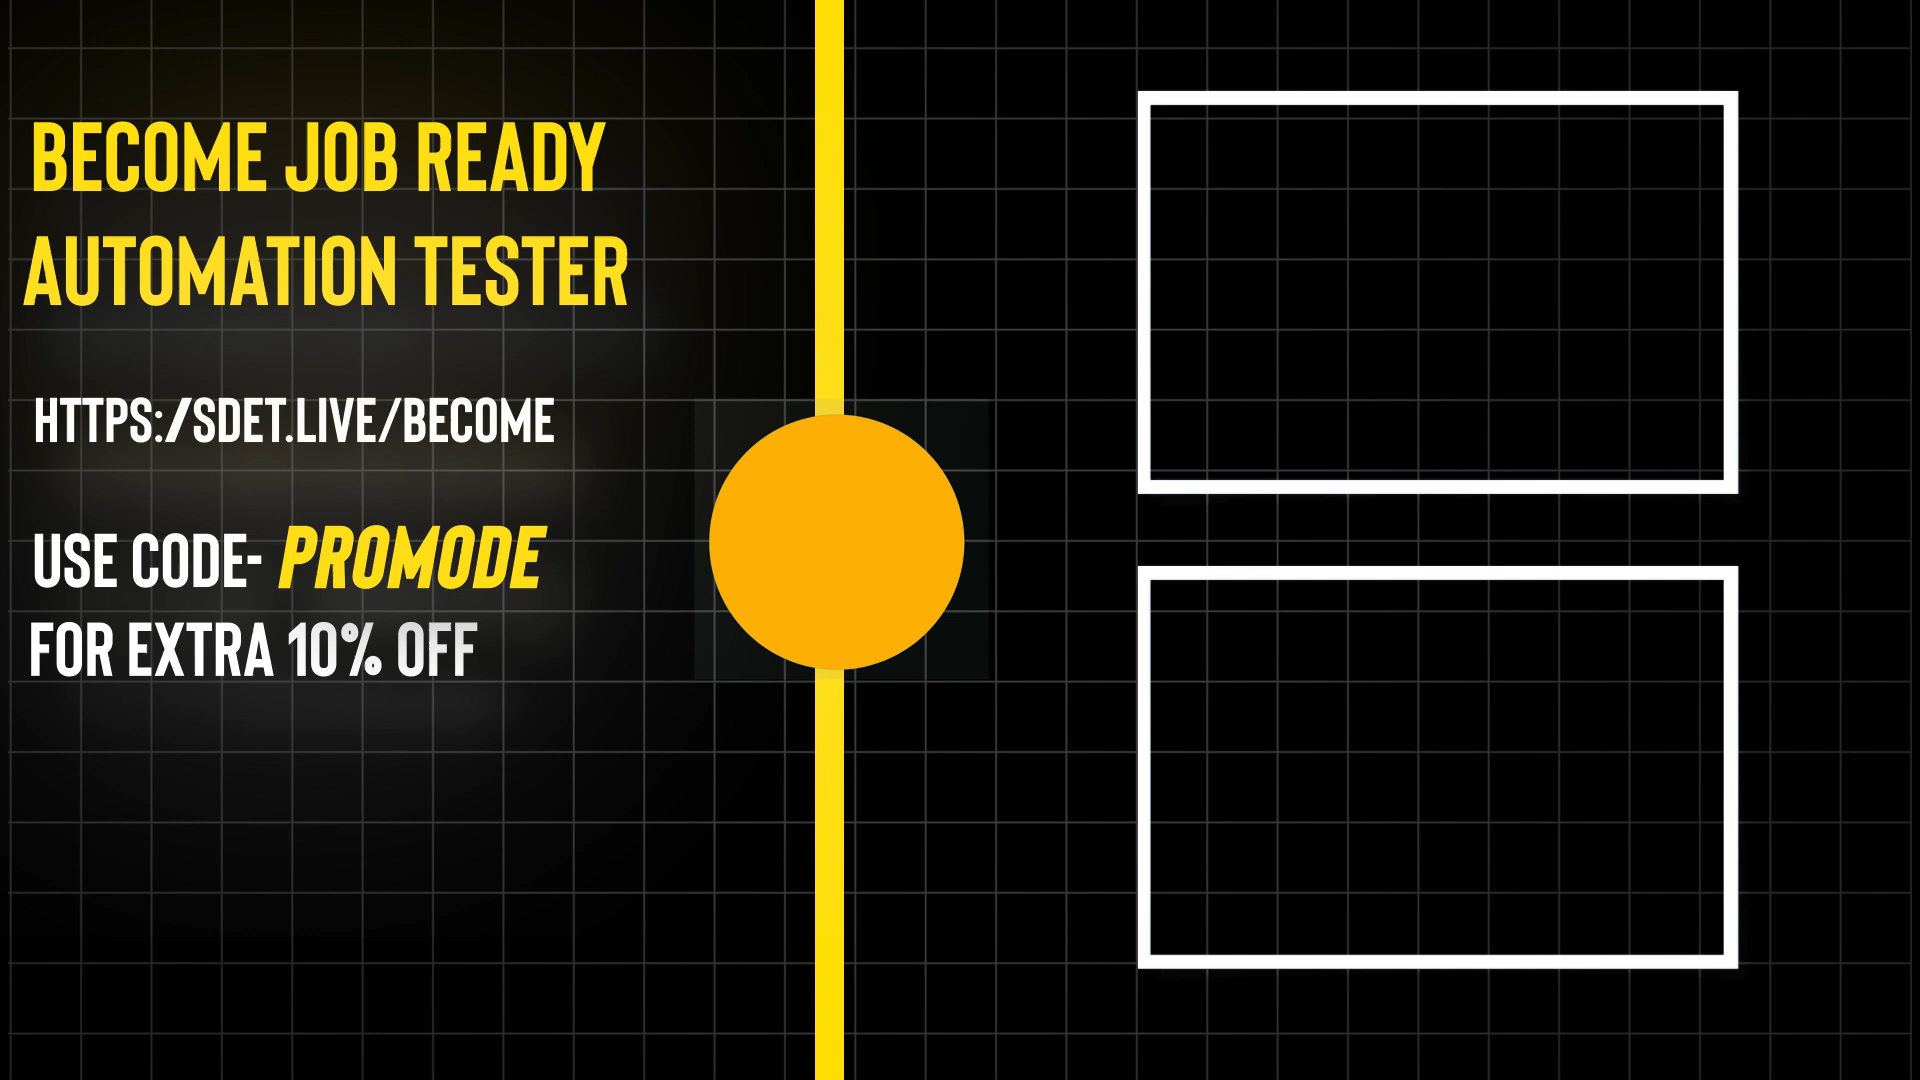 BECOME JOB READY
AUTOMATION TESTER
HTTPS://SDET.LIVE/BECOME
USE CODE- PROMODE
FOR EXTRA 10% OFF